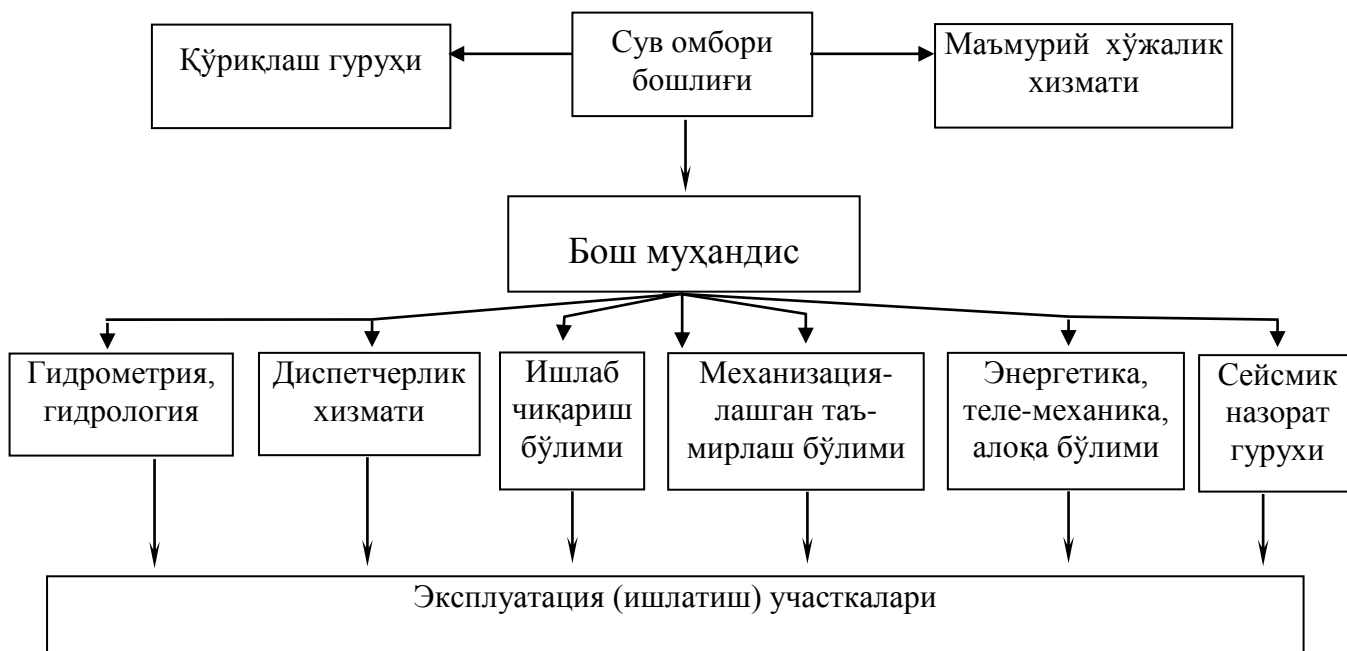 Қўриқлаш гуруҳи
Сув омбори
бошлиғи
Маъмурий хўжалик
хизмати
Бош муҳандис
Гидрометрия,
гидрология
Диспетчерлик
хизмати
Ишлаб
чиқариш
бўлими
Механизация-
лашган таъ-
мирлаш бўлими
Энергетика,
теле-механика,
алоқа бўлими
Сейсмик
назорат
гурухи
Эксплуатация (ишлатиш) участкалари